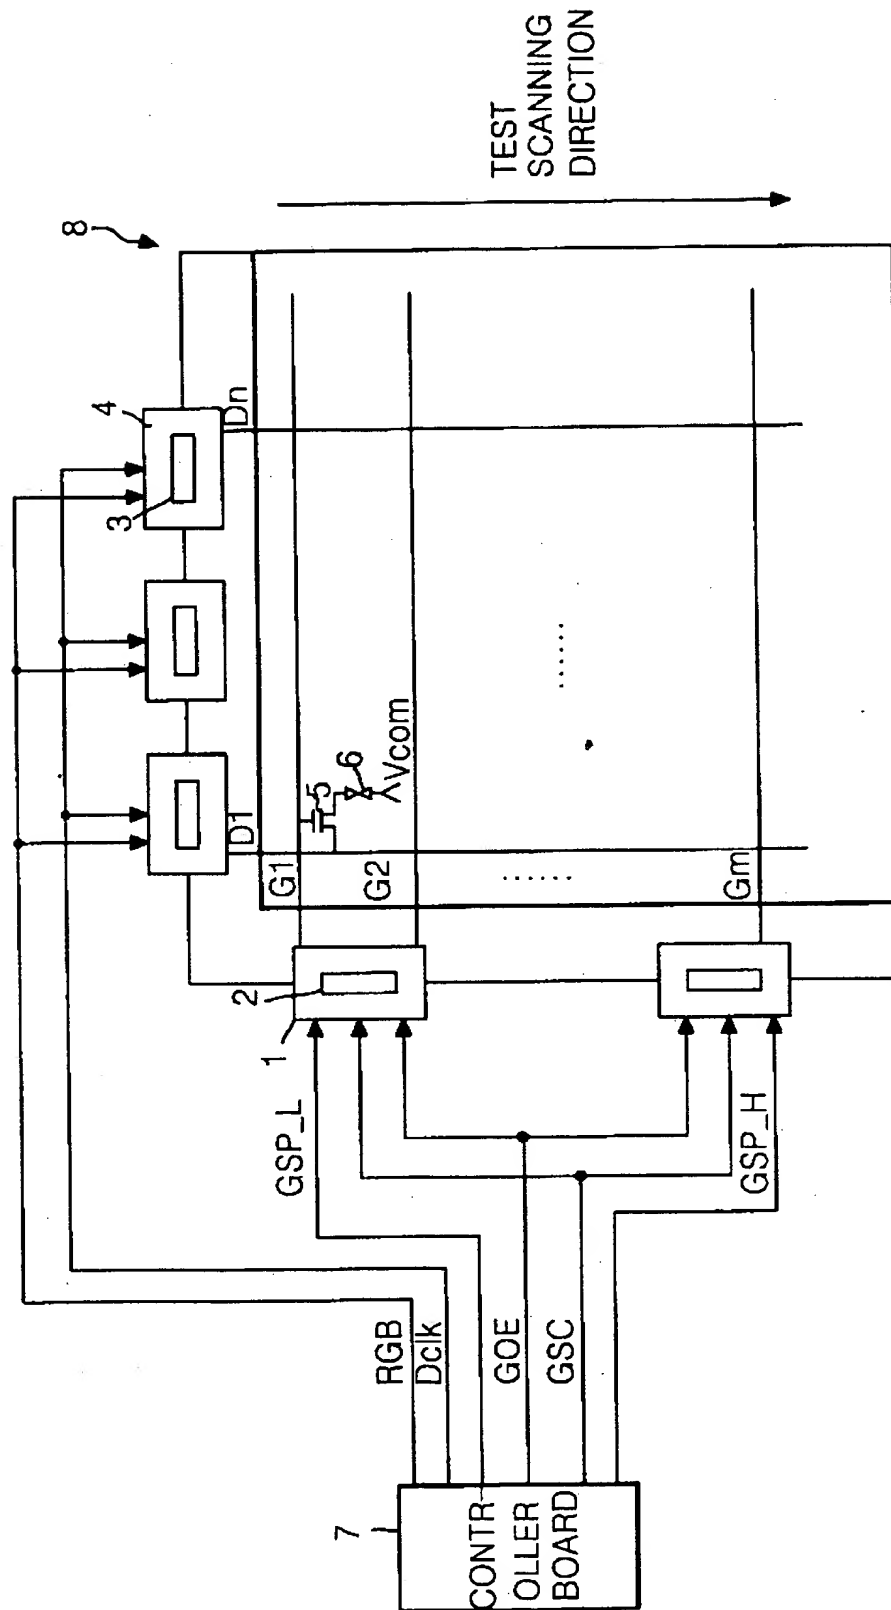 8
TEST
SCANNING
DIRECTION
4
3
Dn
D1
5
6
Vcom
G1
G2
......
......
Gm
2
1
GSP_L
GSP_H
RGB
Dclk
GOE
GSC
7
CONTR
OLLER
BOARD